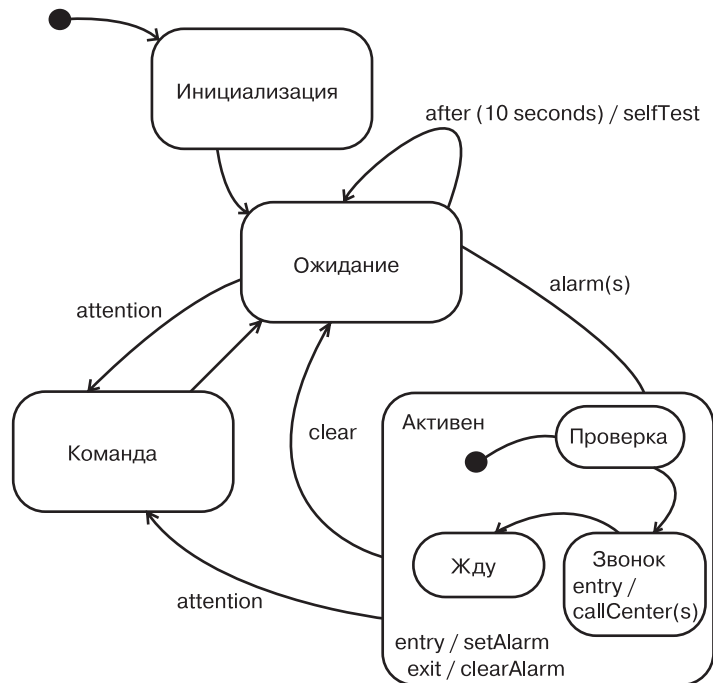 Инициализация
after (10 seconds) / selfTest
Ожидание
alarm(s)
attention
Активен
Проверка
clear
Команда
Жду
Звонок
entry /
callCenter(s)
attention
entry / setAlarm
exit / clearAlarm